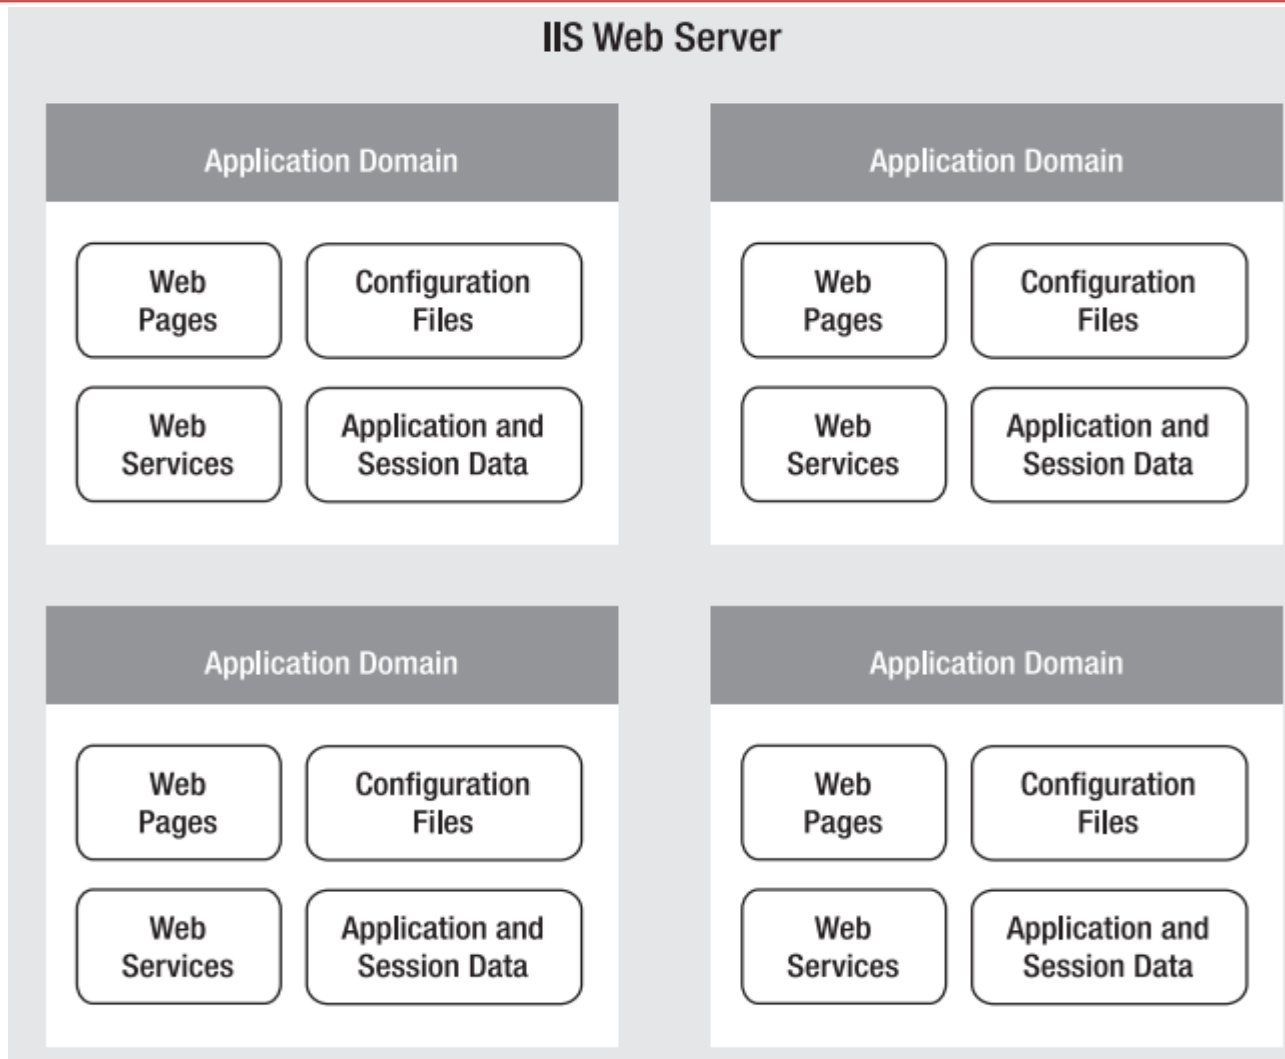 IIS Web Server
Application Domain
Web
Pages
Configuration
Files
Web
Services
Application and
Session Data
Application Domain
Web
Pages
Configuration
Files
Web
Services
Application and
Session Data
Application Domain
Web
Pages
Configuration
Files
Web
Services
Application and
Session Data
Application Domain
Web
Pages
Configuration
Files
Web
Services
Application and
Session Data